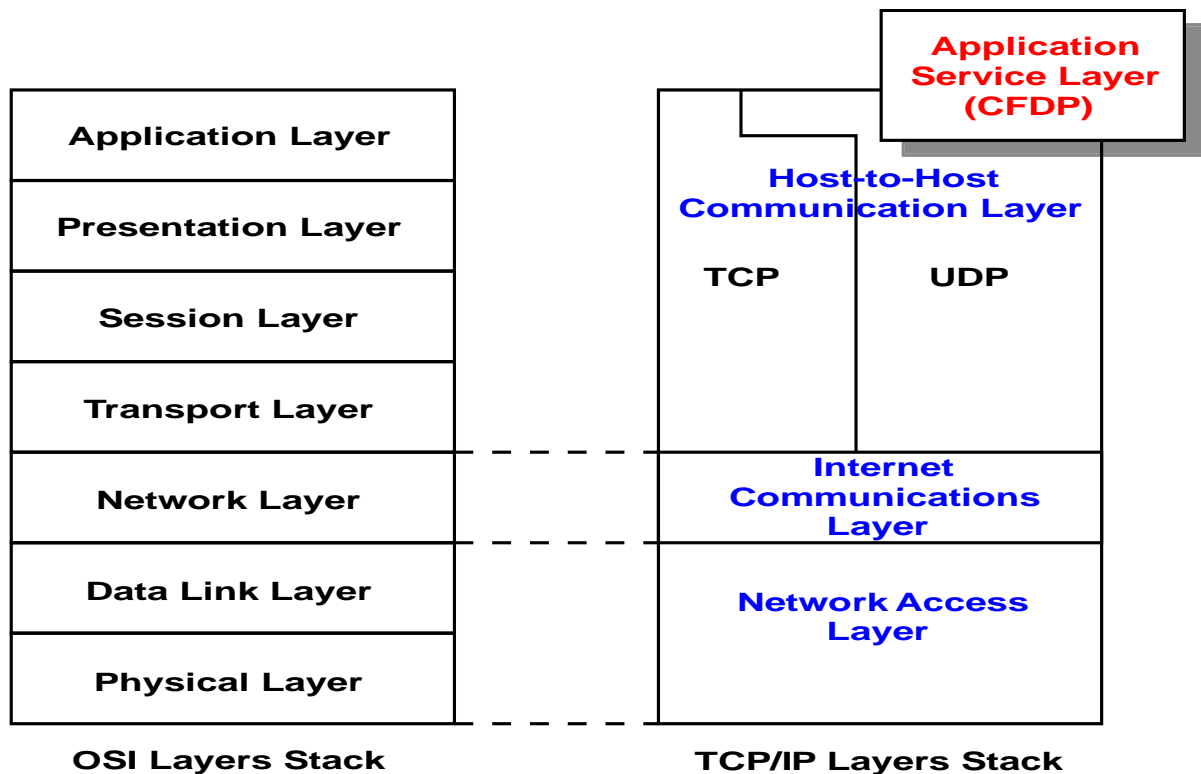 Application Layer
Presentation Layer
Session Layer
Transport Layer
Network Layer
Data Link Layer
Physical Layer
OSI Layers Stack
Application
Service Layer
(CFDP)
Host-to-Host
Communication Layer
TCP
UDP
Internet
Communications
Layer
Network Access
Layer
TCP/IP Layers Stack